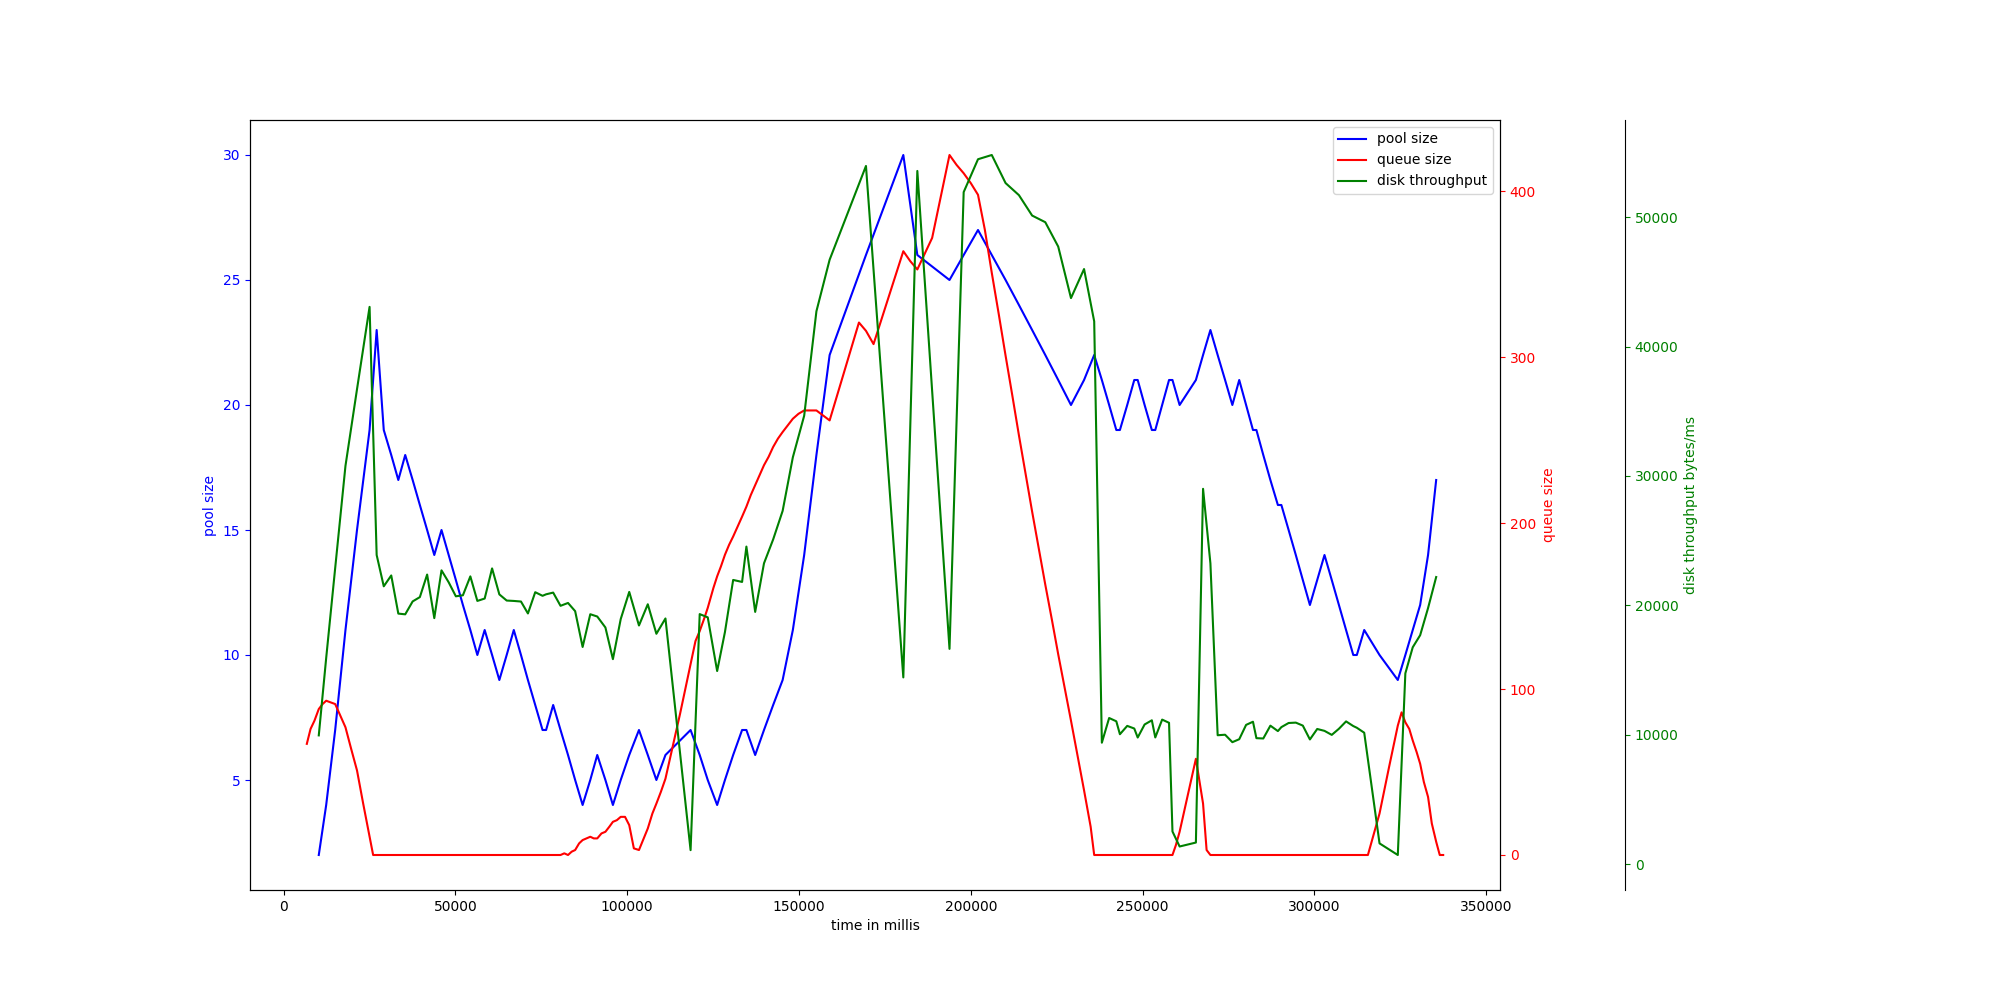 pool size
queue size
disk throughput
30
25
20
15
10
5
pool size
400
300
200
100
0
queue size
50000
40000
30000
20000
10000
0
disk throughput bytes/ms
0 50000 100000 150000 200000 250000 300000 350000
time in millis